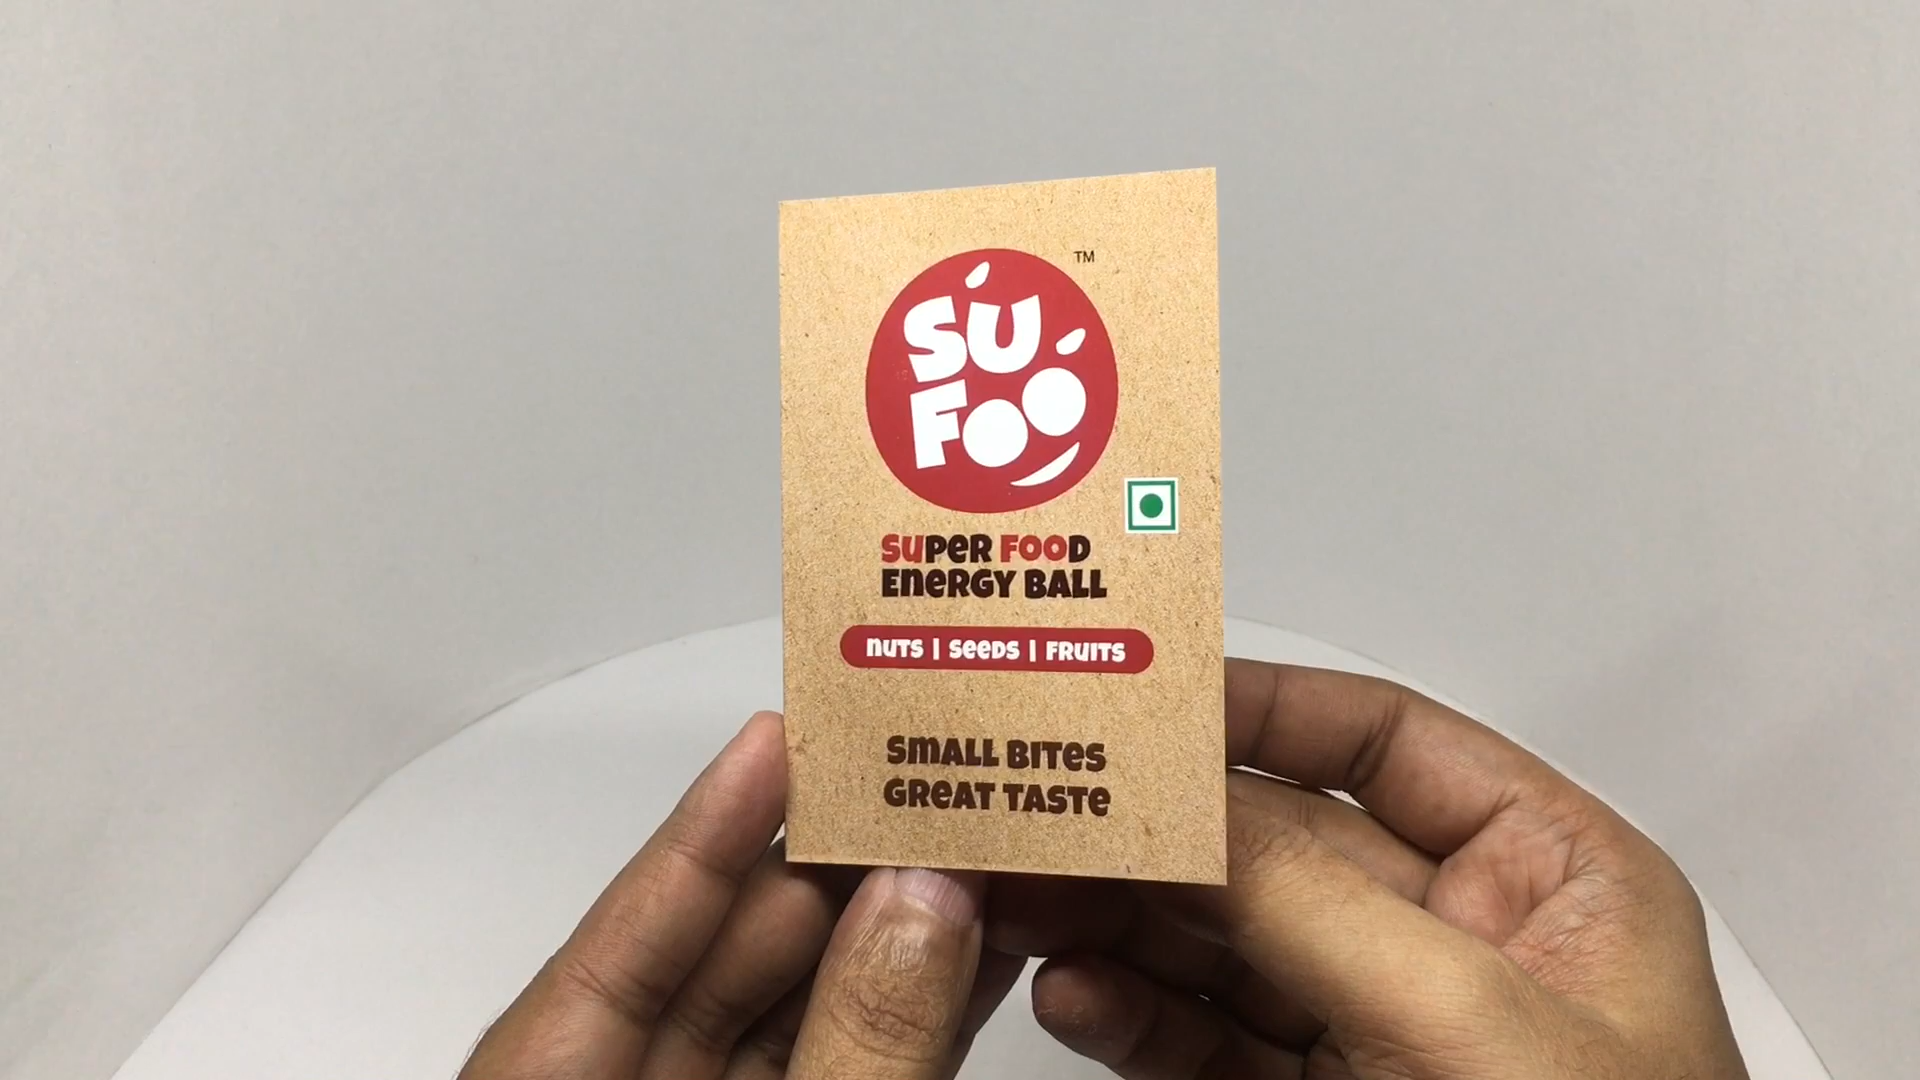 SU
FOO
TM
SUPER FOOD
ENERGY BALL
NUTS | SEEDS | FRUITS
SMALL BITES
GREAT TASTE